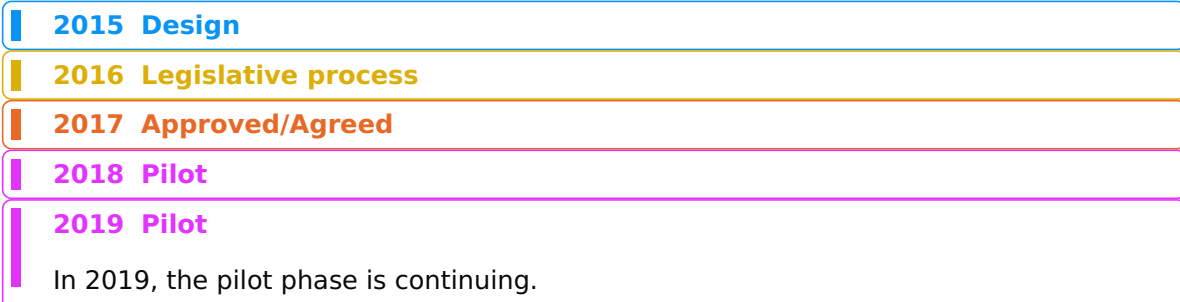 2015 Design
2016 Legislative process
2017 Approved/Agreed
2018 Pilot
2019 Pilot
In 2019, the pilot phase is continuing.